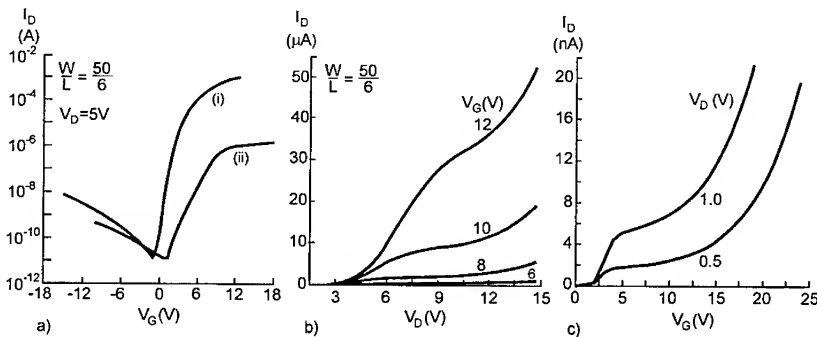 I_D
(A)
10^-2
10^-4
10^-6
10^-8
10^-10
10^-12
W/L = 50/6
V_D=5V
(i)
(ii)
-18
-6
0
6
12
18
V_G(V)
a)
I_D
(μA)
50
40
30
20
10
0
W/L = 50/6
V_G(V)
12
10
8
6
3
6
9
12
15
V_D(V)
b)
I_D
(nA)
20
16
12
8
4
0
V_D(V)
1.0
0.5
0
5
10
15
20
25
V_G(V)
c)